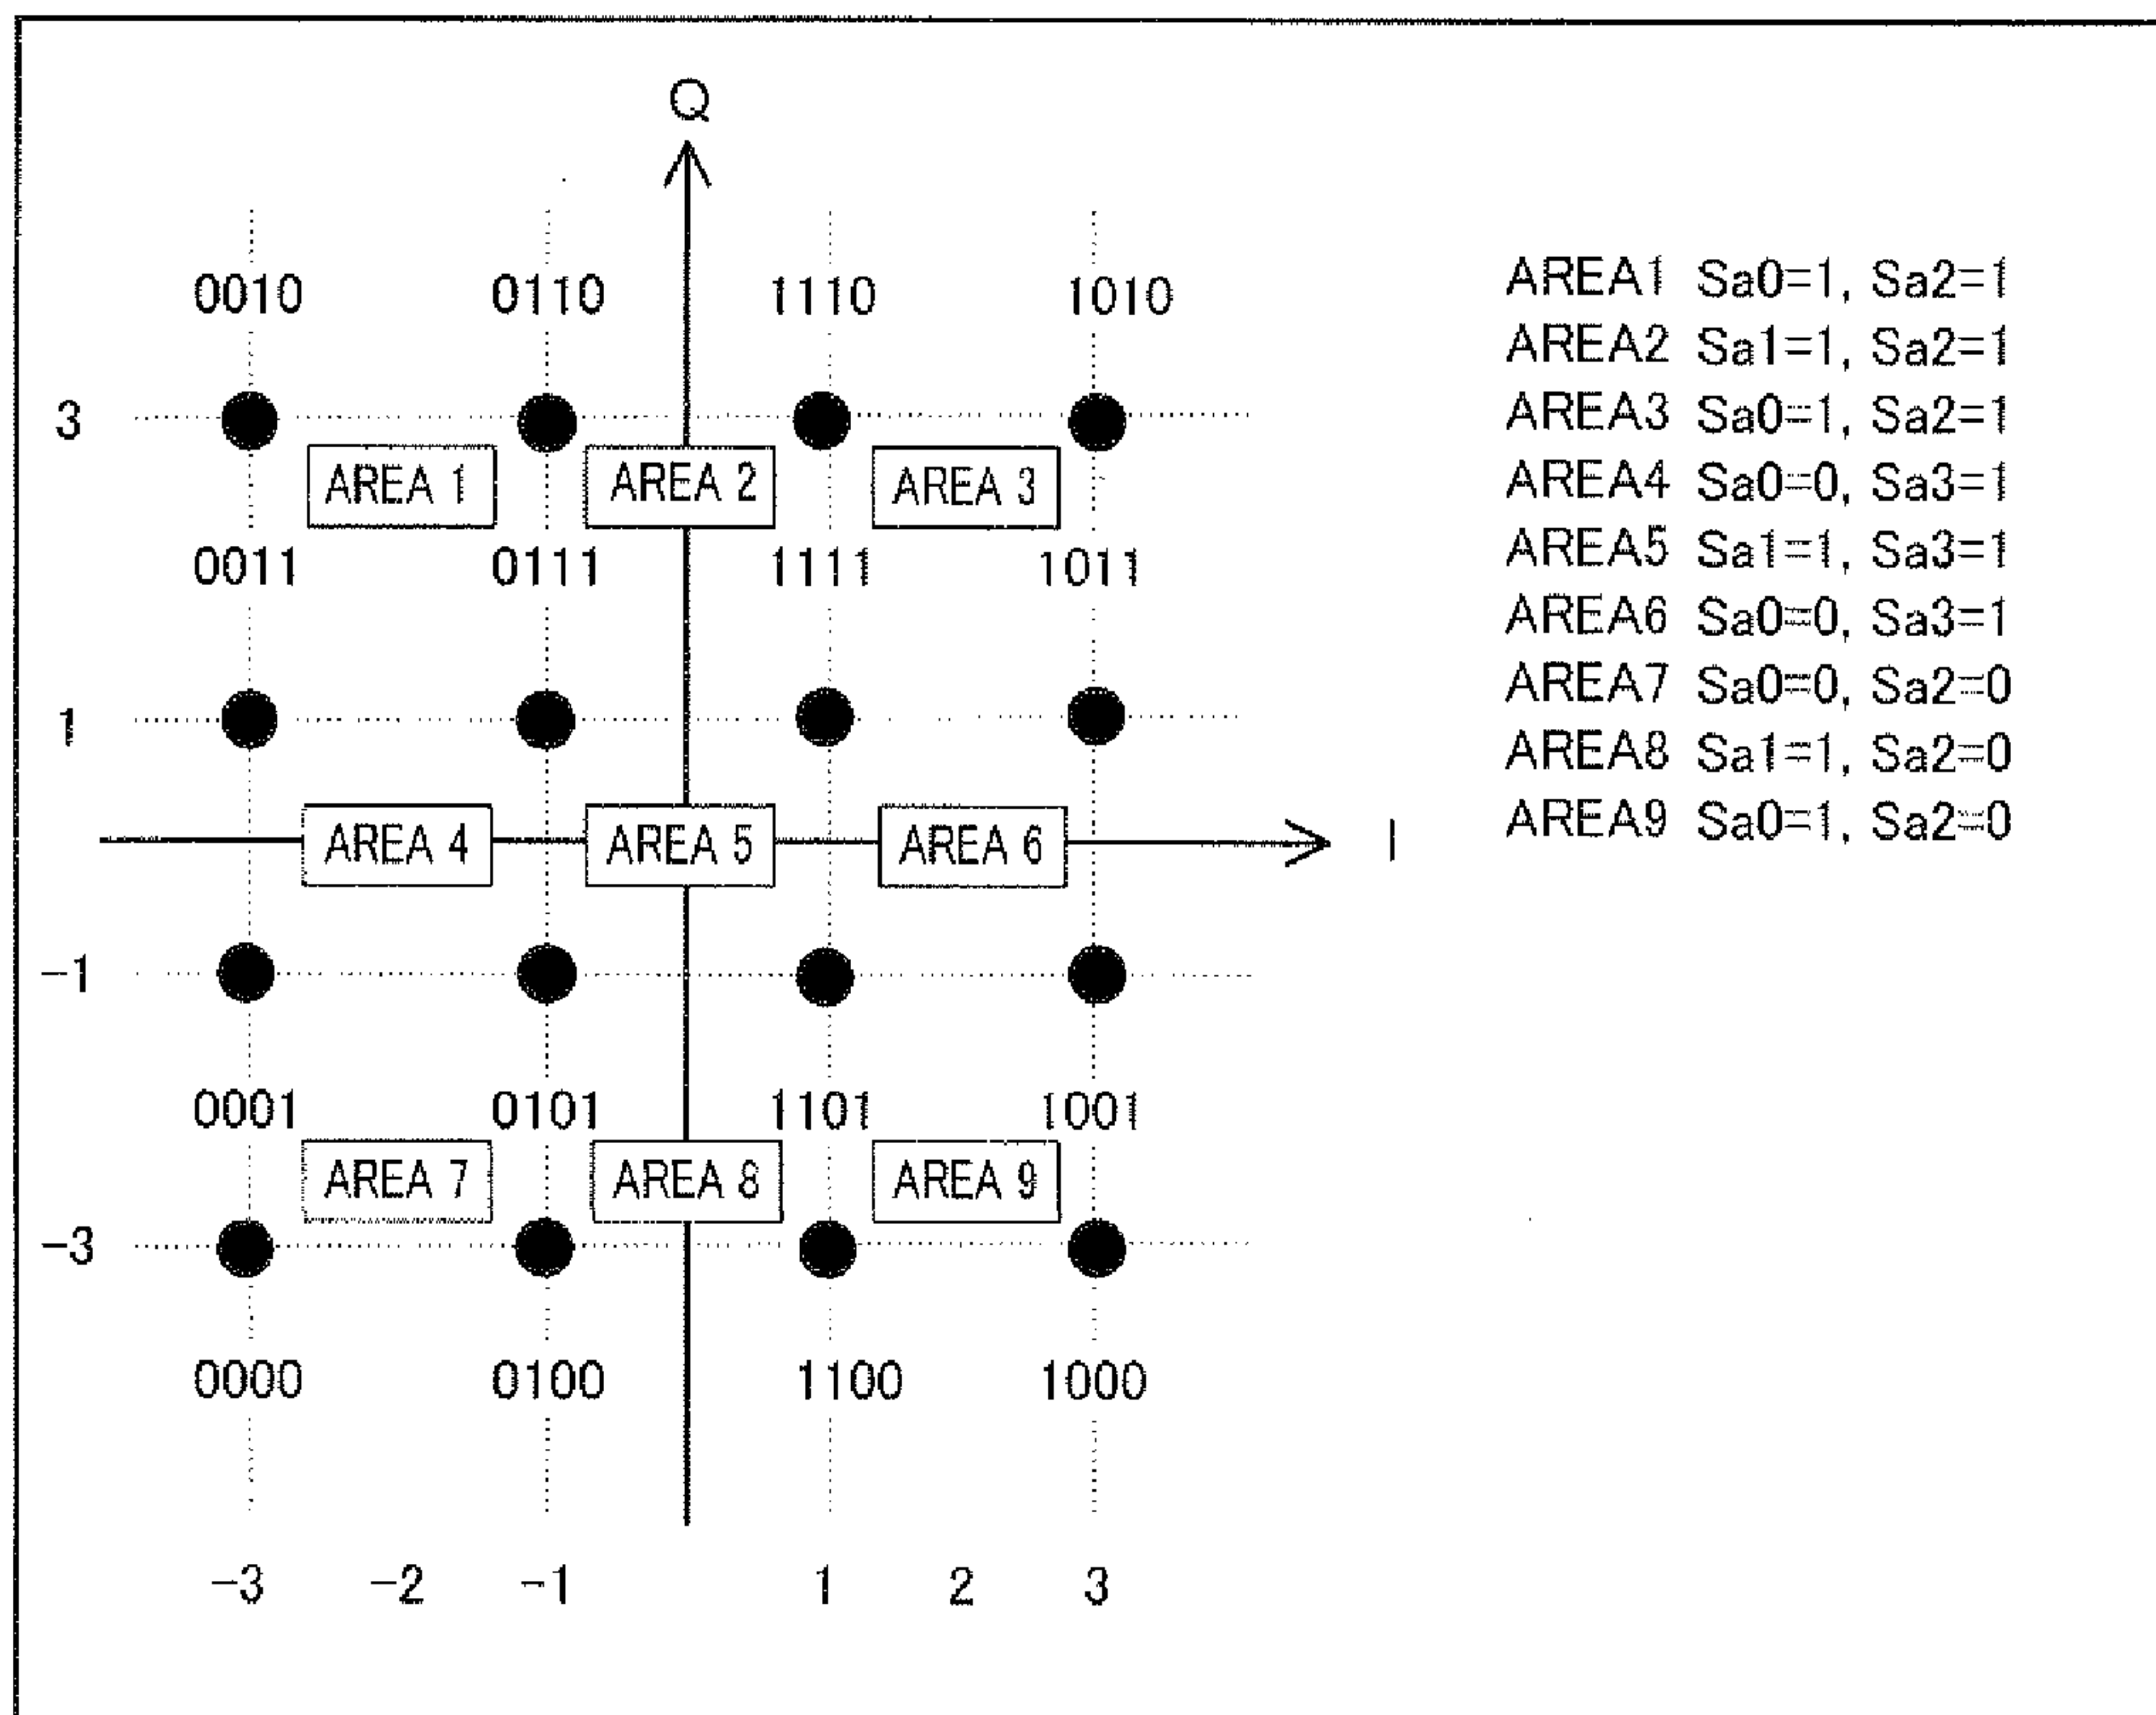 Q
0010 0110 1110 1010
3
AREA 1 AREA 2 AREA 3
0011 0111 1111 1011
1
AREA 4 AREA 5 AREA 6 I
-1
0001 0101 1101 1001
AREA 7 AREA 8 AREA 9
-3
0000 0100 1100 1000
-3 -2 -1 1 2 3
AREA1 Sa0=1, Sa2=1
AREA2 Sa1=1, Sa2=1
AREA3 Sa0=1, Sa2=1
AREA4 Sa0=0, Sa3=1
AREA5 Sa1=1, Sa3=1
AREA6 Sa0=0, Sa3=1
AREA7 Sa0=0, Sa2=0
AREA8 Sa1=1, Sa2=0
AREA9 Sa0=1, Sa2=0